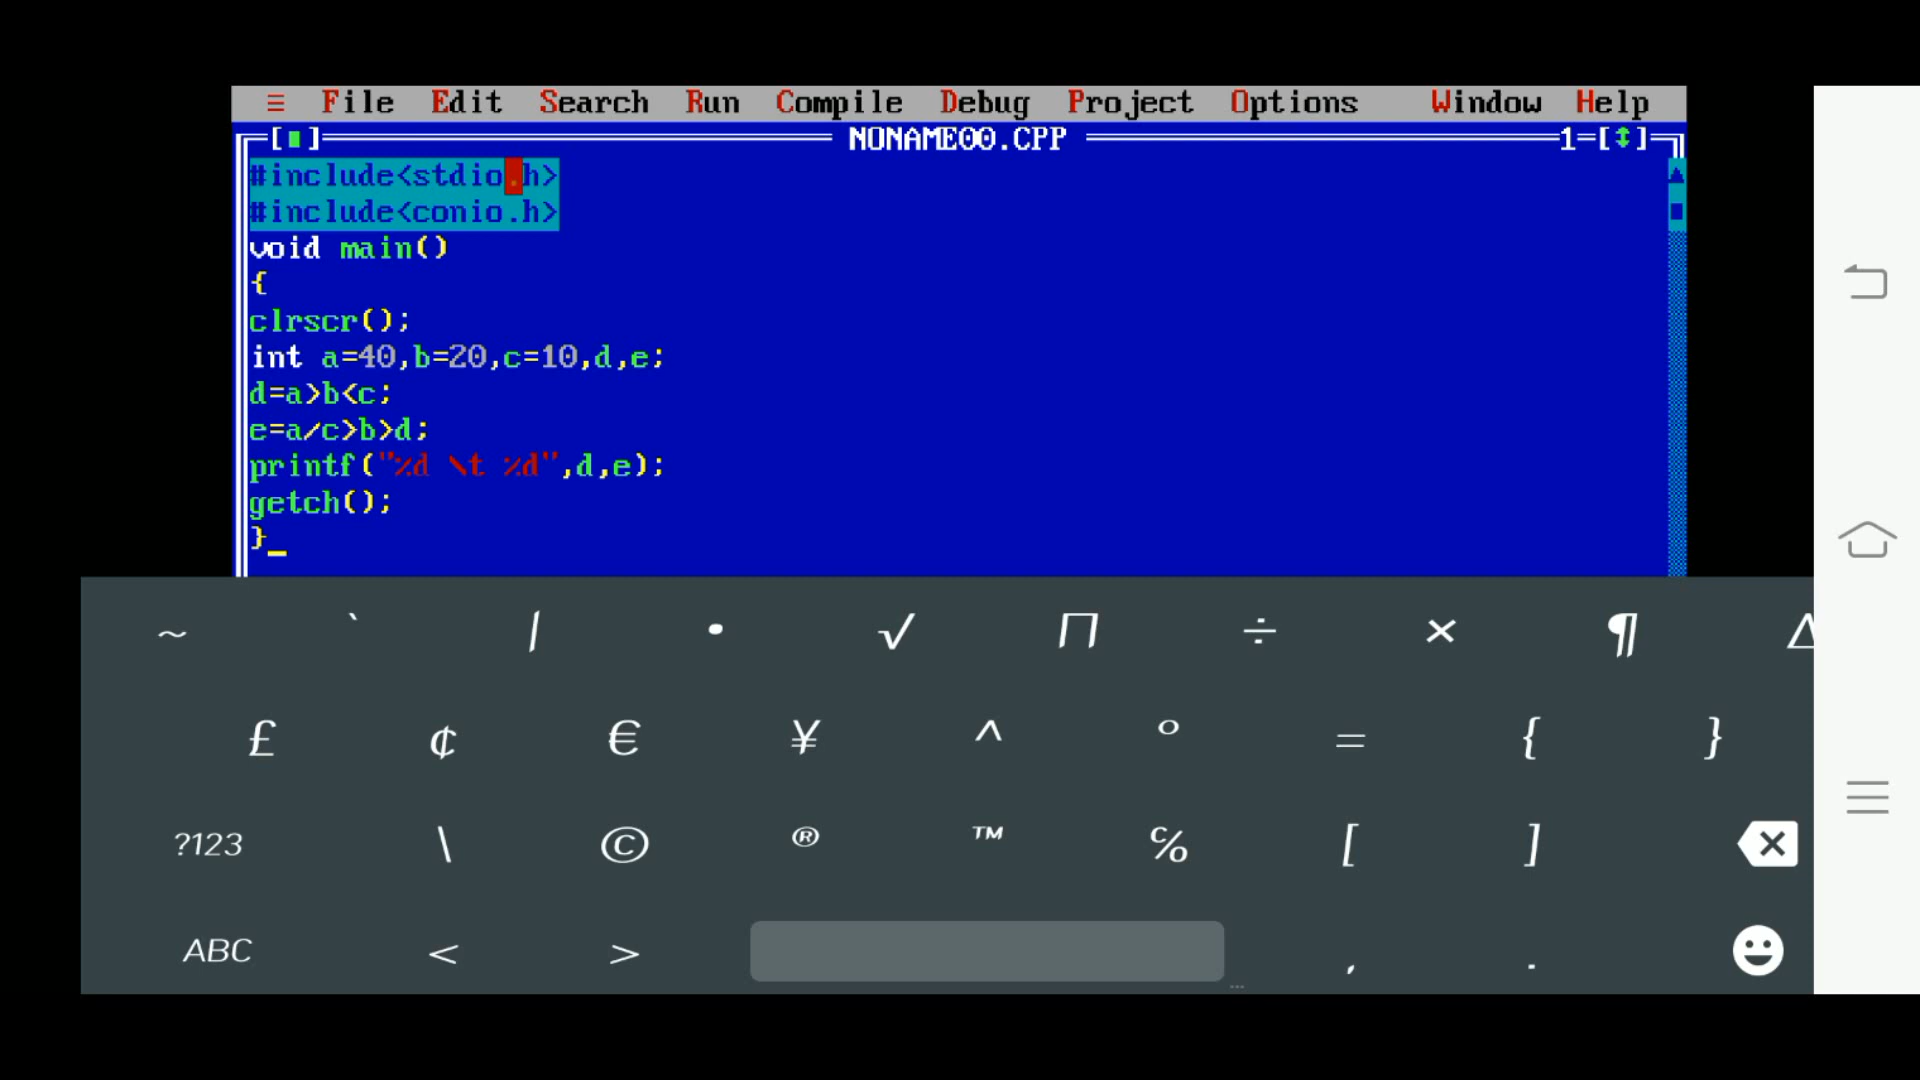 ≡ File Edit Search Run Compile Debug Project Options Window Help
[■] NONAME00.CPP 1=[↕]
#include<stdio.h>
#include<conio.h>
void main()
{
clrscr();
int a=40,b=20,c=10,d,e;
d=a>b<c;
e=a/c>b>d;
printf("%d \t %d",d,e);
getch();
}_
~ ` | • √ Π ÷ × ¶ Δ
£ ¢ € ¥ ^ ° = { }
?123 \ © ® ™ ℅ [ ]
ABC < > , .